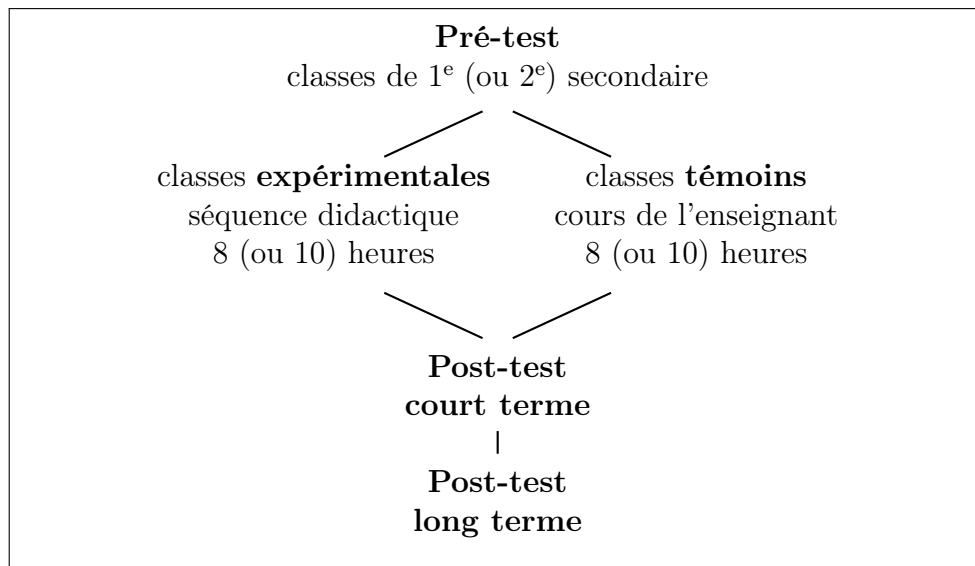 Pré-test
classes de 1e (ou 2e) secondaire
classes expérimentales
séquence didactique
8 (ou 10) heures
classes témoins
cours de l'enseignant
8 (ou 10) heures
Post-test
court terme
Post-test
long terme